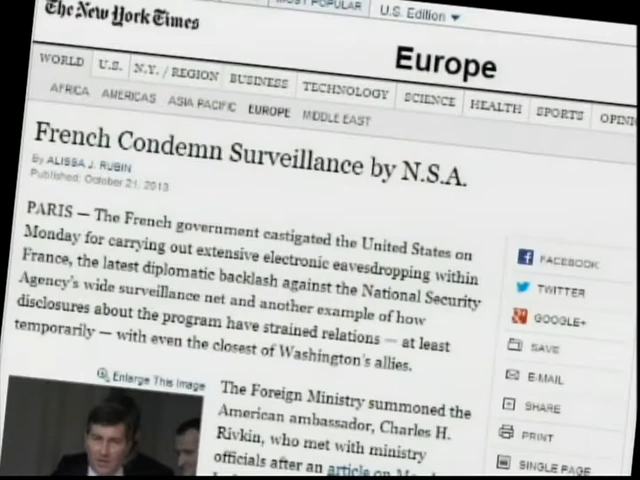 The New York Times
MOST POPULAR
U.S. Edition
Europe
WORLD U.S. N.Y. / REGION BUSINESS TECHNOLOGY SCIENCE HEALTH SPORTS OPINI
AFRICA AMERICAS ASIA PACIFIC EUROPE MIDDLE EAST
French Condemn Surveillance by N.S.A.
By ALISSA J. RUBIN
Published: October 21, 2013
PARIS — The French government castigated the United States on
Monday for carrying out extensive electronic eavesdropping within
France, the latest diplomatic backlash against the National Security
Agency's wide surveillance net and another example of how
disclosures about the program have strained relations — at least
temporarily — with even the closest of Washington's allies.
FACEBOOK
TWITTER
GOOGLE+
SAVE
E-MAIL
SHARE
PRINT
SINGLE PAGE
Enlarge This Image
The Foreign Ministry summoned the
American ambassador, Charles H.
Rivkin, who met with ministry
officials after an article on